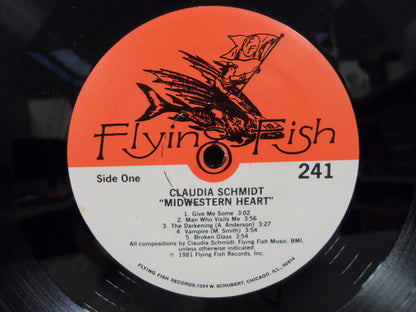 Flying Fish
Side One
241
CLAUDIA SCHMIDT
"MIDWESTERN HEART"
1. Give Me Some 3:02
2. Man Who Visits Me 3:56
3. The Darkening (A. Anderson) 3:27
4. Vampire (M. Smith) 3:35
5. Broken Glass 3:54
All compositions by Claudia Schmidt. Flying Fish Music. BMI,
unless otherwise indicated
℗ 1981 Flying Fish Records, Inc.
FLYING FISH RECORDS, 1304 W. SCHUBERT, CHICAGO, ILL. 60614